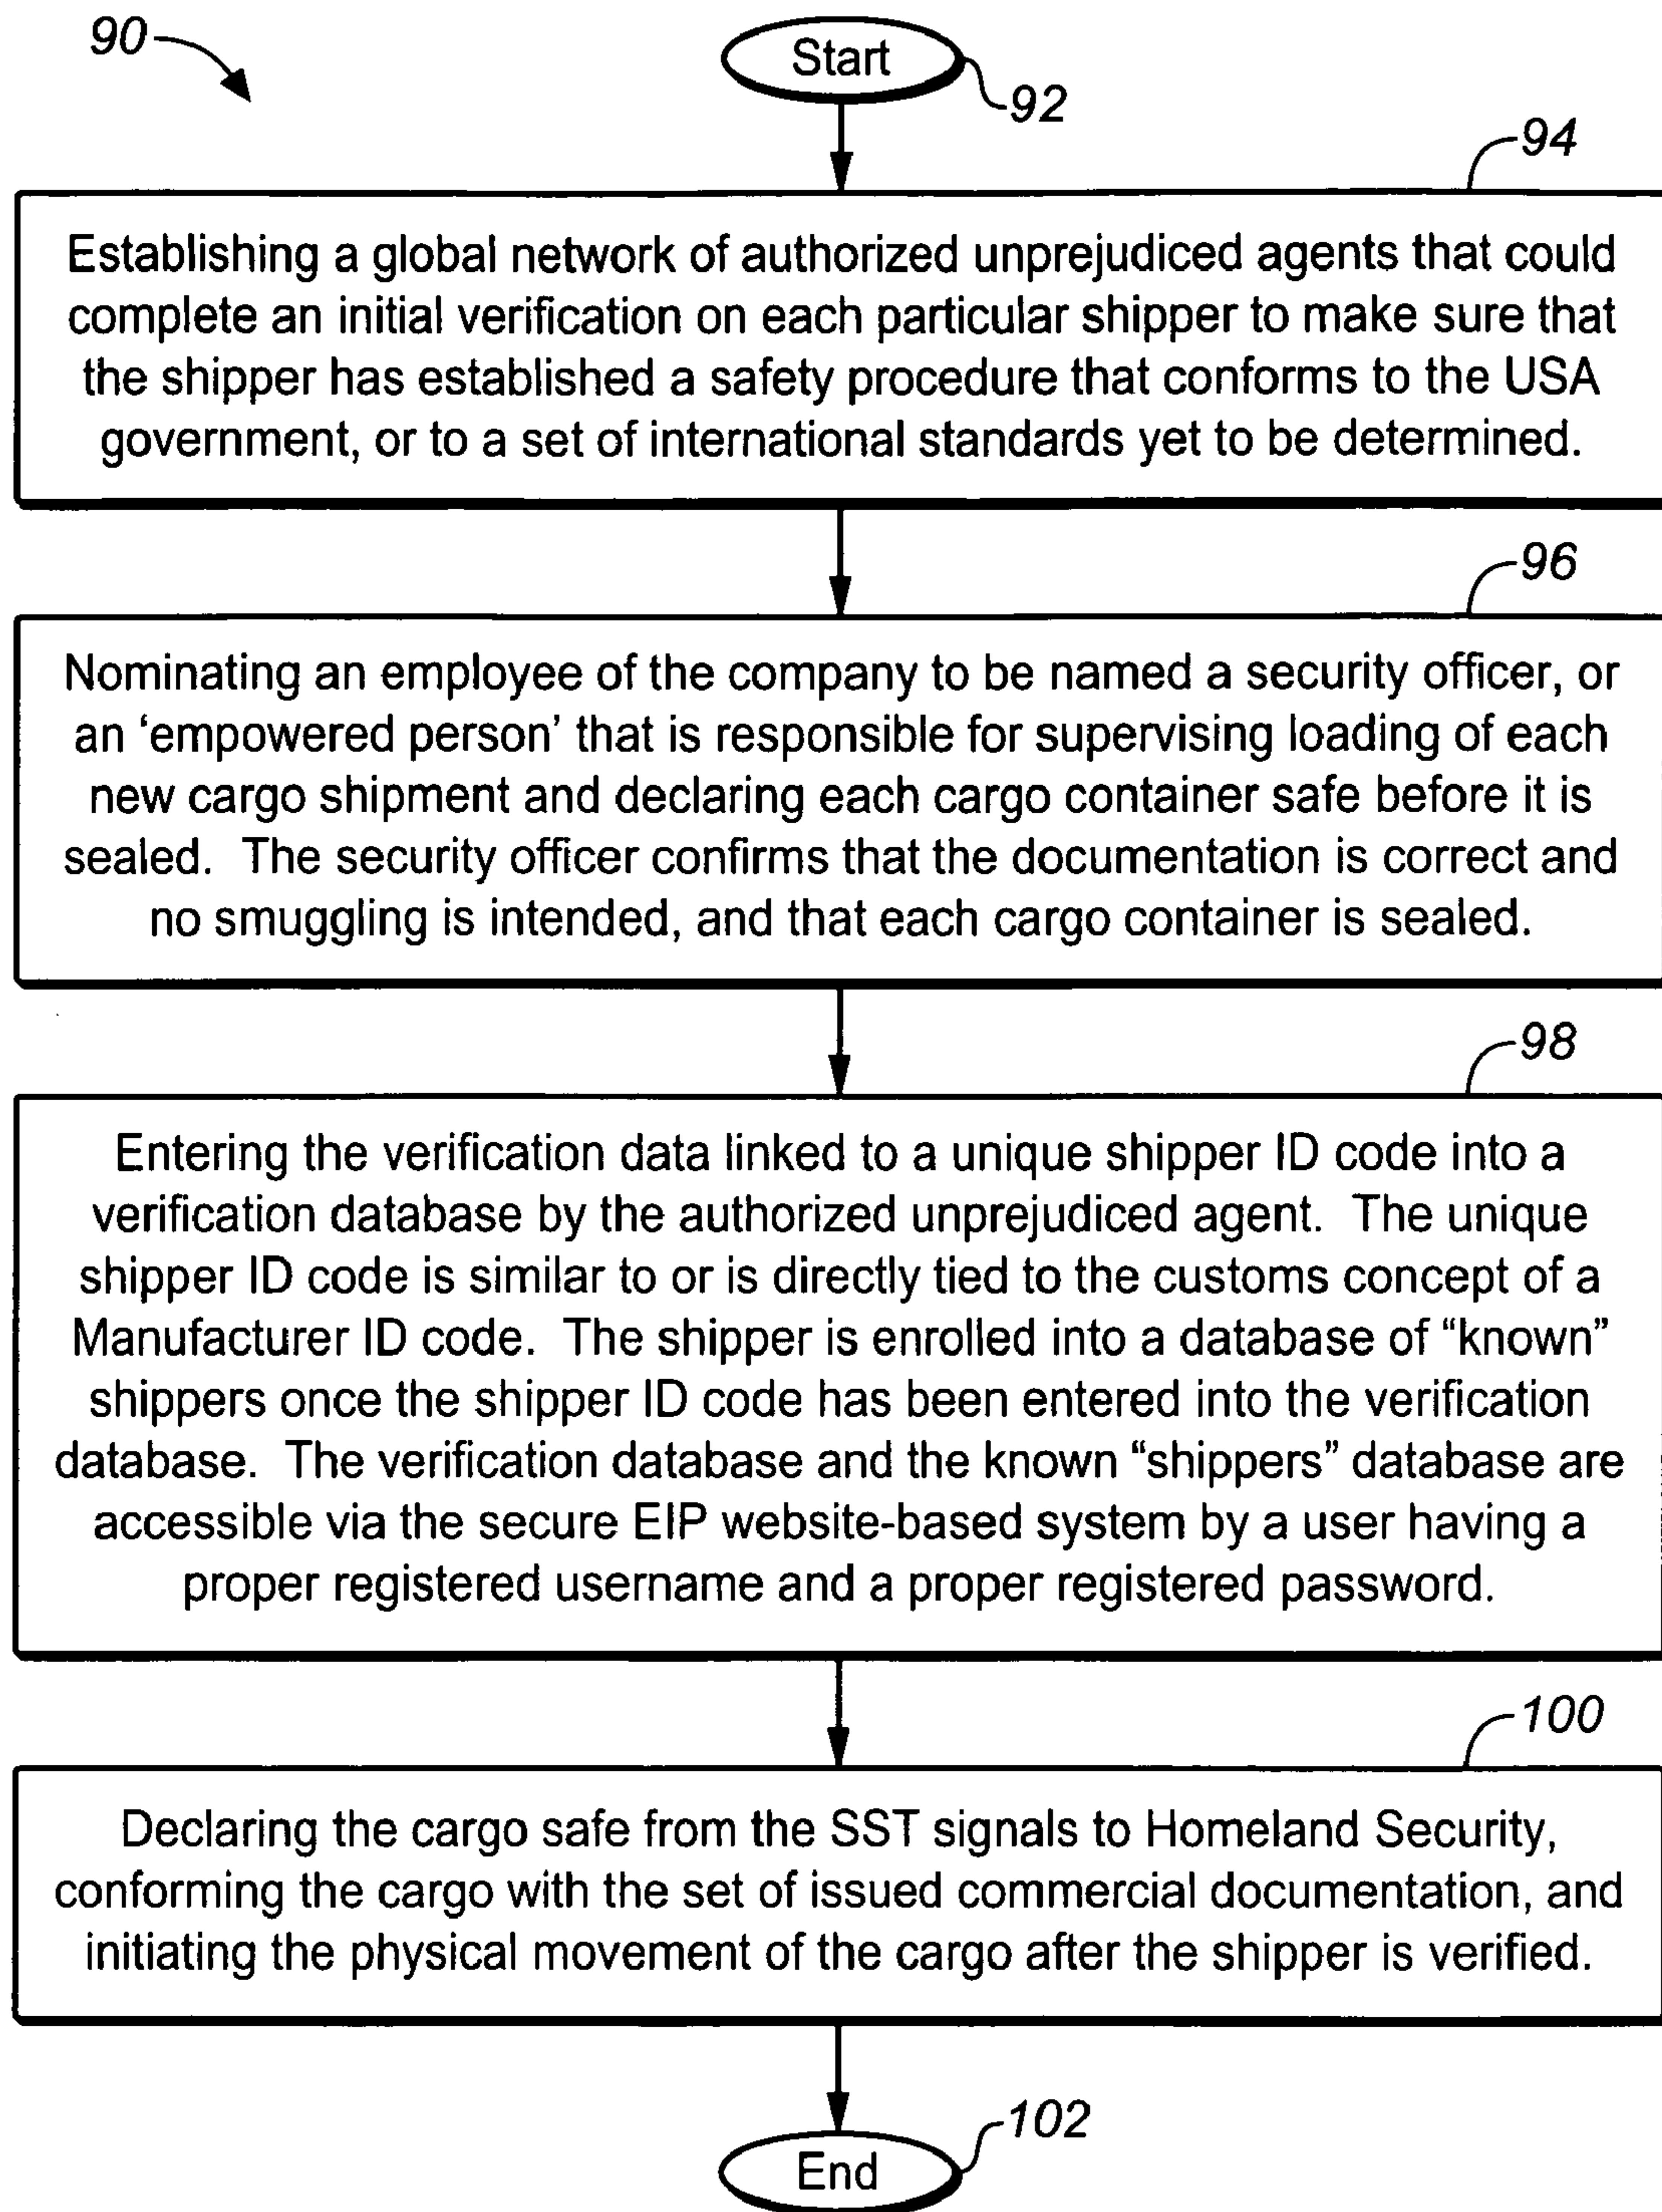 90
Start
92
94
Establishing a global network of authorized unprejudiced agents that could
complete an initial verification on each particular shipper to make sure that
the shipper has established a safety procedure that conforms to the USA
government, or to a set of international standards yet to be determined.
96
Nominating an employee of the company to be named a security officer, or
an ‘empowered person’ that is responsible for supervising loading of each
new cargo shipment and declaring each cargo container safe before it is
sealed. The security officer confirms that the documentation is correct and
no smuggling is intended, and that each cargo container is sealed.
98
Entering the verification data linked to a unique shipper ID code into a
verification database by the authorized unprejudiced agent. The unique
shipper ID code is similar to or is directly tied to the customs concept of a
Manufacturer ID code. The shipper is enrolled into a database of “known”
shippers once the shipper ID code has been entered into the verification
database. The verification database and the known “shippers” database are
accessible via the secure EIP website-based system by a user having a
proper registered username and a proper registered password.
100
Declaring the cargo safe from the SST signals to Homeland Security,
conforming the cargo with the set of issued commercial documentation, and
initiating the physical movement of the cargo after the shipper is verified.
102
End